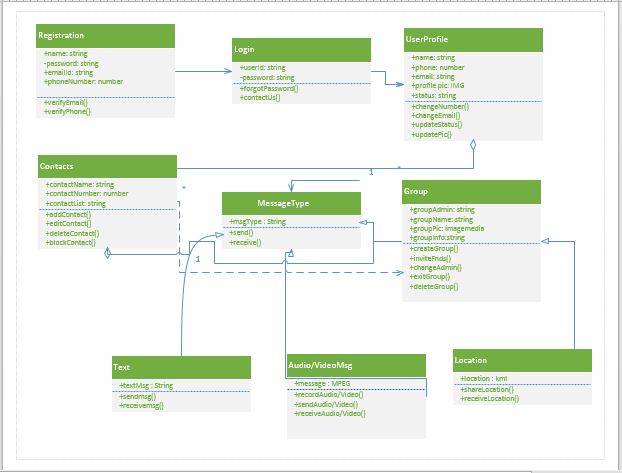 Registration
+name: string
-password: string
+emailid: string
+phoneNumber: number
+verifyEmail()
+verifyPhone()
Login
+userid: string
-password: string
+forgotPassword()
+contactUs()
UserProfile
+name: string
+phone: number
+email: string
+profile pic: IMG
+status: string
+changeNumber()
+changeEmail()
+updateStatus()
+updatePic()
Contacts
+contactName: string
+contactNumber: number
+contactList: string
+addContact()
+editContact()
+deleteContact()
+blockContact()
*
1
*
MessageType
+msgType : String
+send()
+receive()
1
Group
+groupAdmin: string
+groupName: string
+groupPic: imagemedia
+groupInfo:string
+createGroup()
+inviteFnds()
+changeAdmin()
+exitGroup()
+deleteGroup()
Text
+textMsg : String
+sendmsg()
+receivemsg()
Audio/VideoMsg
+message : MPEG
+recordAudio/Video()
+sendAudio/Video()
+receiveAudio/Video()
Location
+location : kml
+shareLocation()
+receiveLocation()